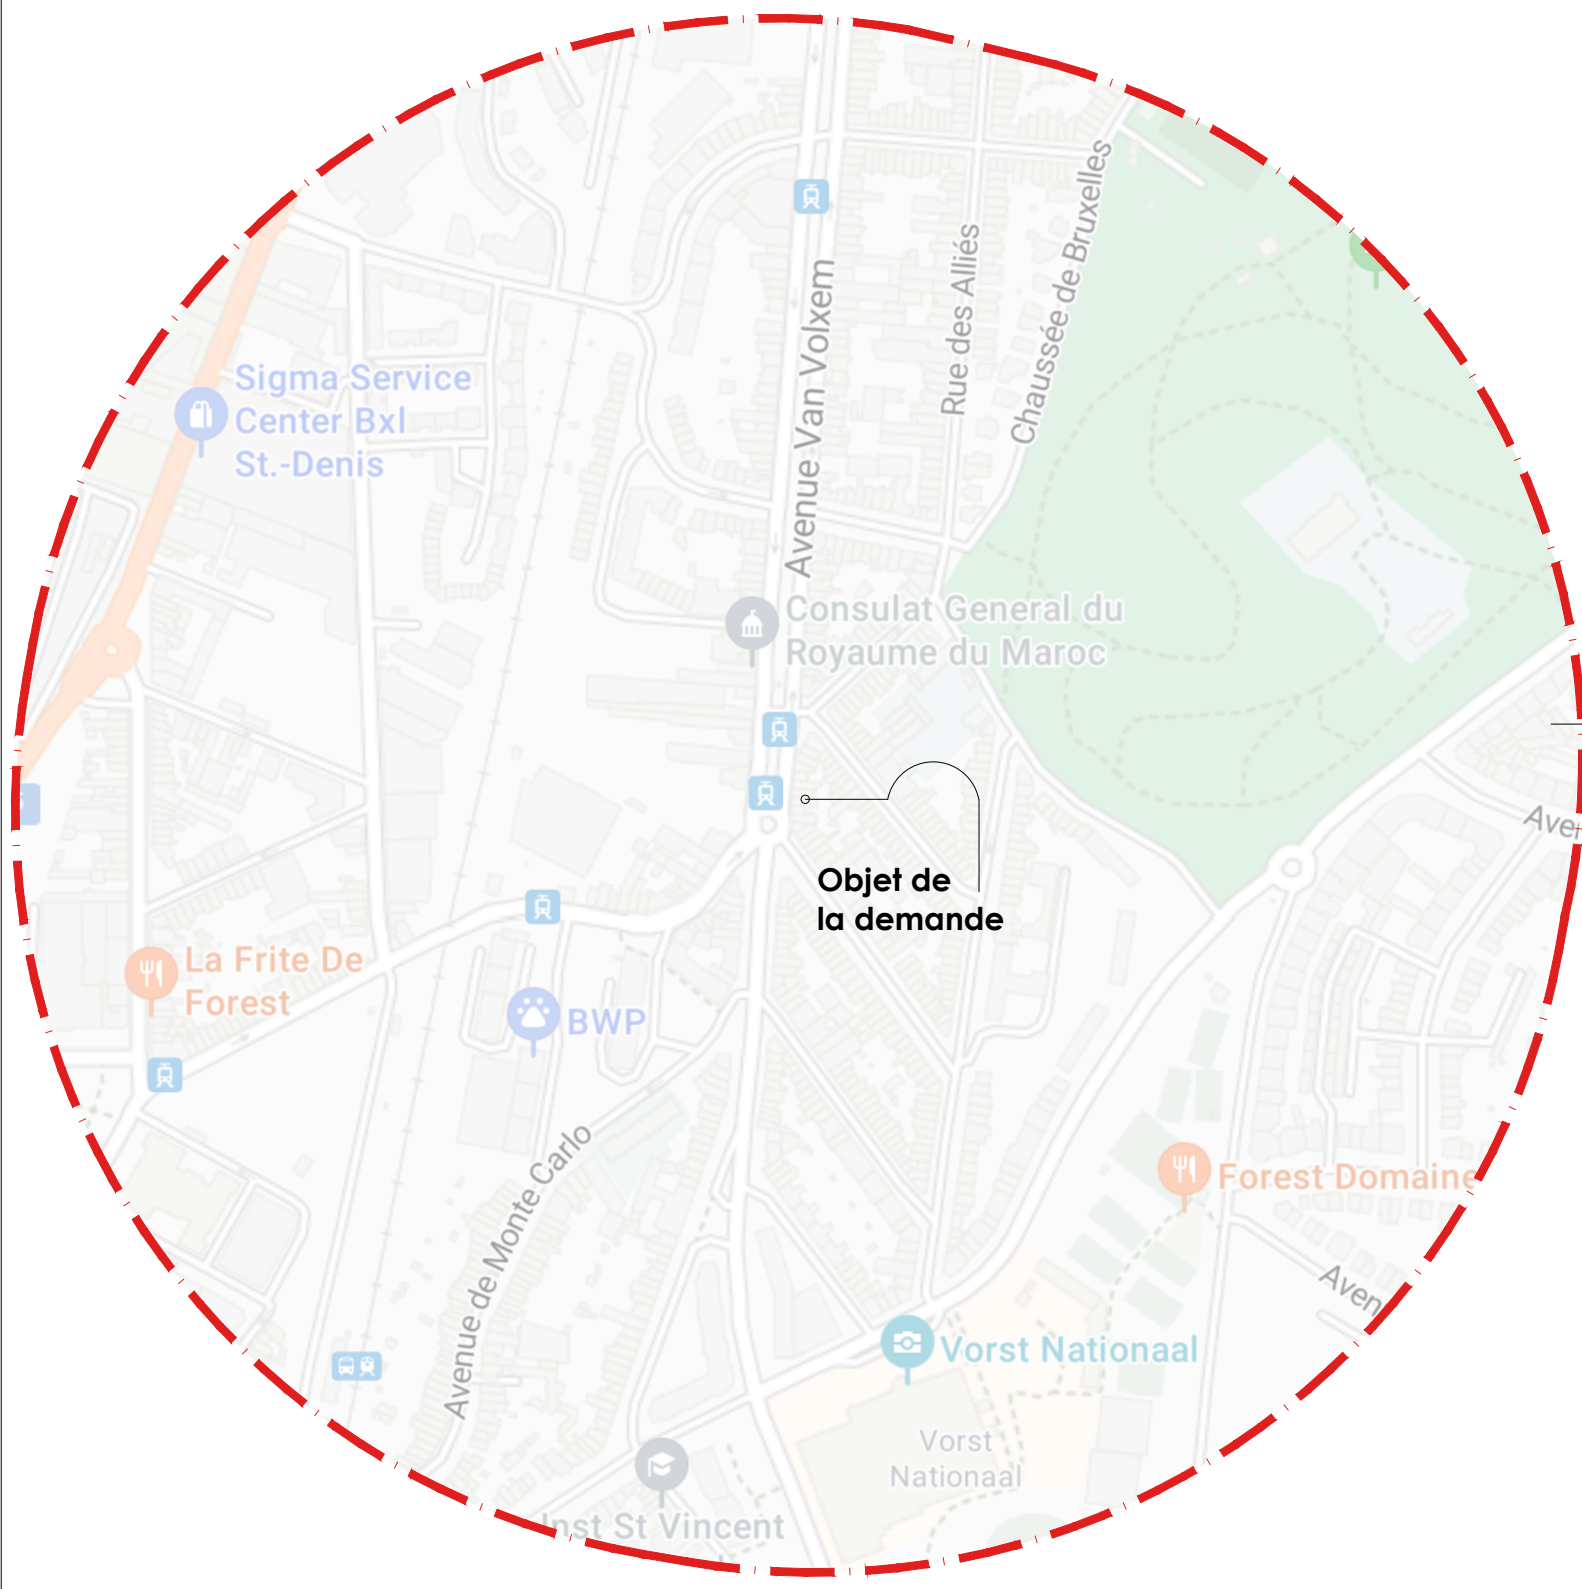 Avenue Van Volxem
Rue des Alliés
Chaussée de Bruxelles
Sigma Service
Center Bxl
St.-Denis
Consulat General du
Royaume du Maroc
Objet de
la demande
Ave
La Frite De
Forest
BWP
Avenue de Monte Carlo
Forest Domaine
Aven
Vorst Nationaal
Vorst
Nationaal
Inst St Vincent